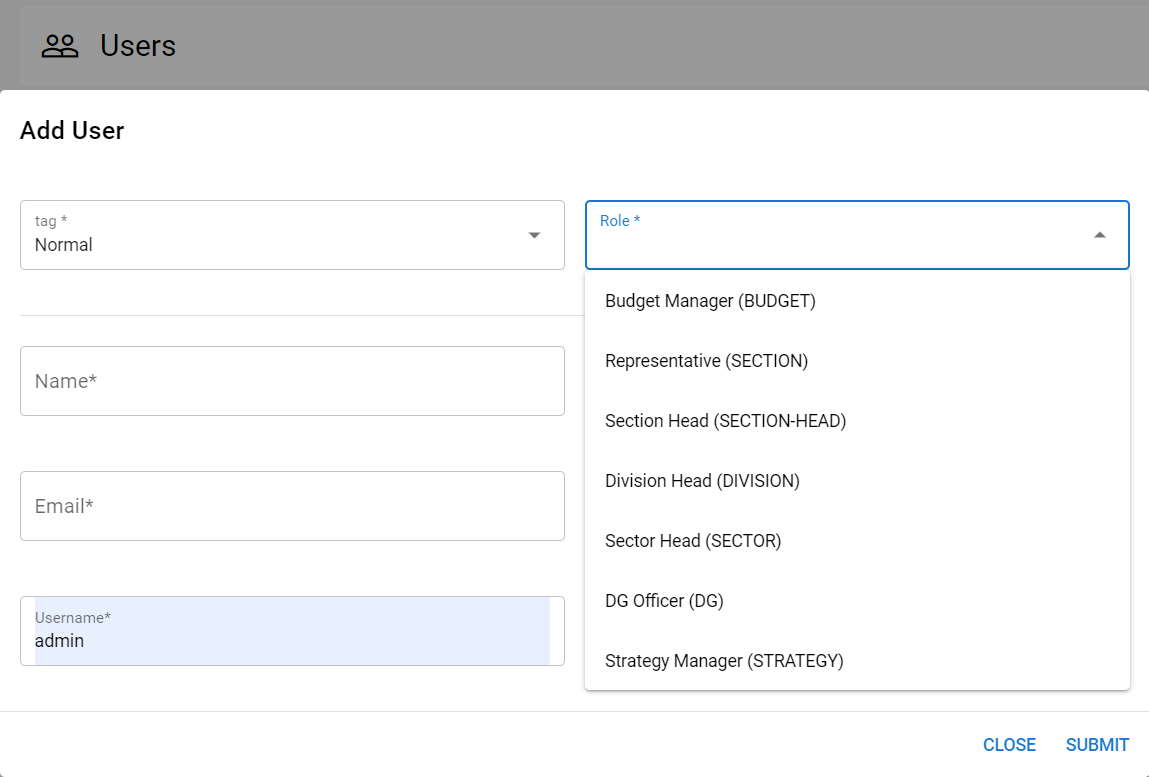 Users
Add User
tag *
Normal
Role *
Budget Manager (BUDGET)
Representative (SECTION)
Section Head (SECTION-HEAD)
Division Head (DIVISION)
Sector Head (SECTOR)
DG Officer (DG)
Strategy Manager (STRATEGY)
Name*
Email*
Username*
admin
CLOSE
SUBMIT